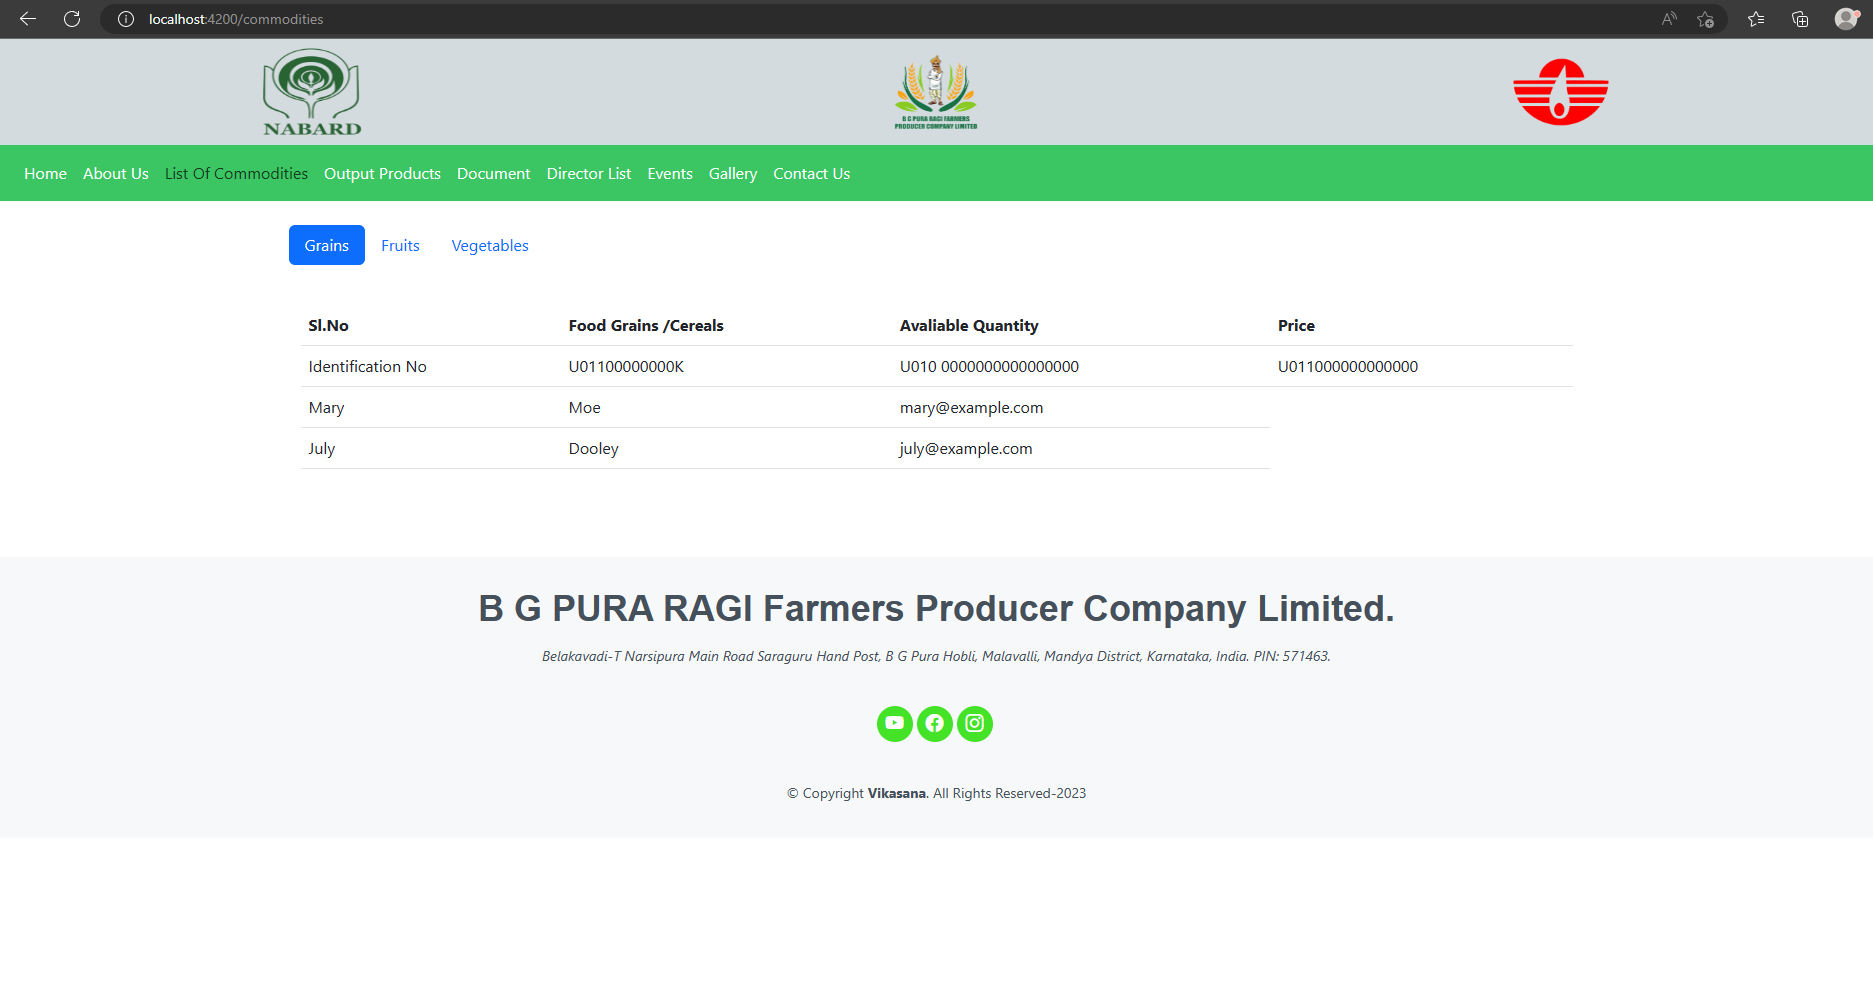 localhost:4200/commodities
NABARD
B G PURA RAGI FARMERS
PRODUCER COMPANY LIMITED
Home About Us List Of Commodities Output Products Document Director List Events Gallery Contact Us
Grains Fruits Vegetables
Sl.No Food Grains /Cereals Avaliable Quantity Price
Identification No U01100000000K U010 0000000000000000 U011000000000000
Mary Moe mary@example.com
July Dooley july@example.com
B G PURA RAGI Farmers Producer Company Limited.
Belakavadi-T Narsipura Main Road Saraguru Hand Post, B G Pura Hobli, Malavalli, Mandya District, Karnataka, India. PIN: 571463.
© Copyright Vikasana. All Rights Reserved-2023